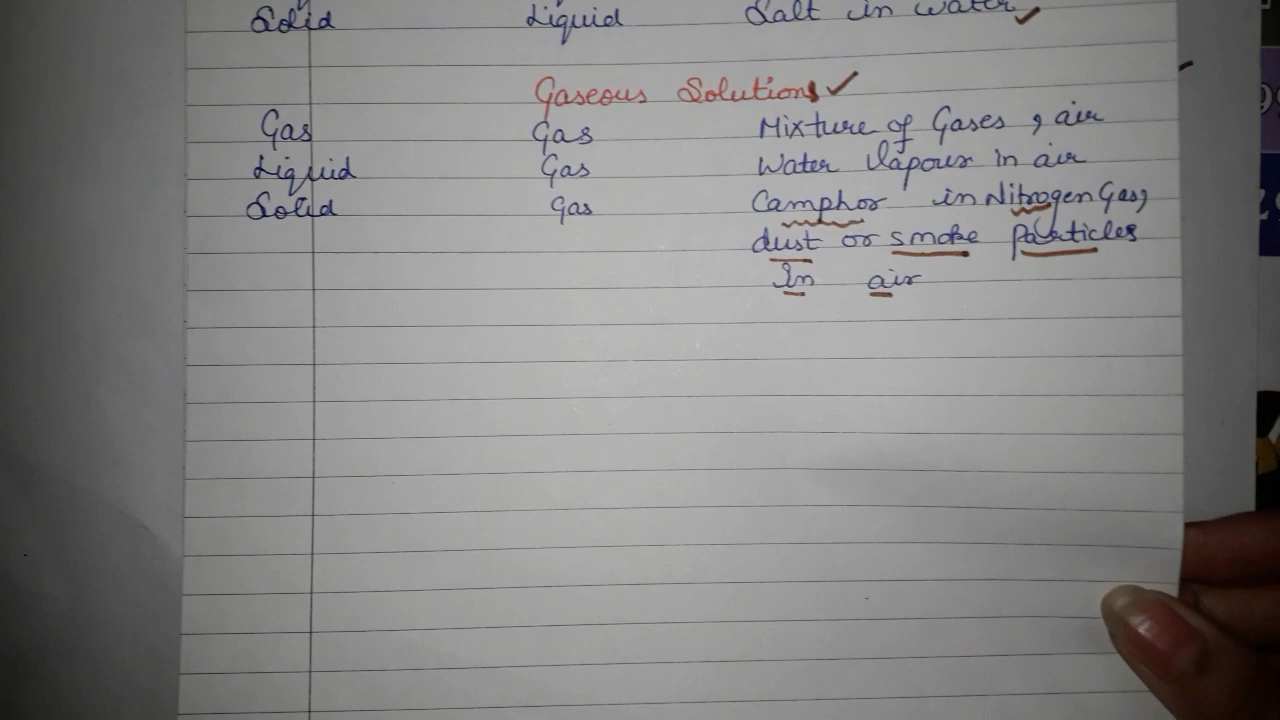 Solid Liquid Salt in water
Gaseous Solutions
Gas Gas Mixture of Gases, air
Liquid Gas Water Vapour in air
Solid Gas Camphor in Nitrogen Gas,
dust or smoke particles
In air